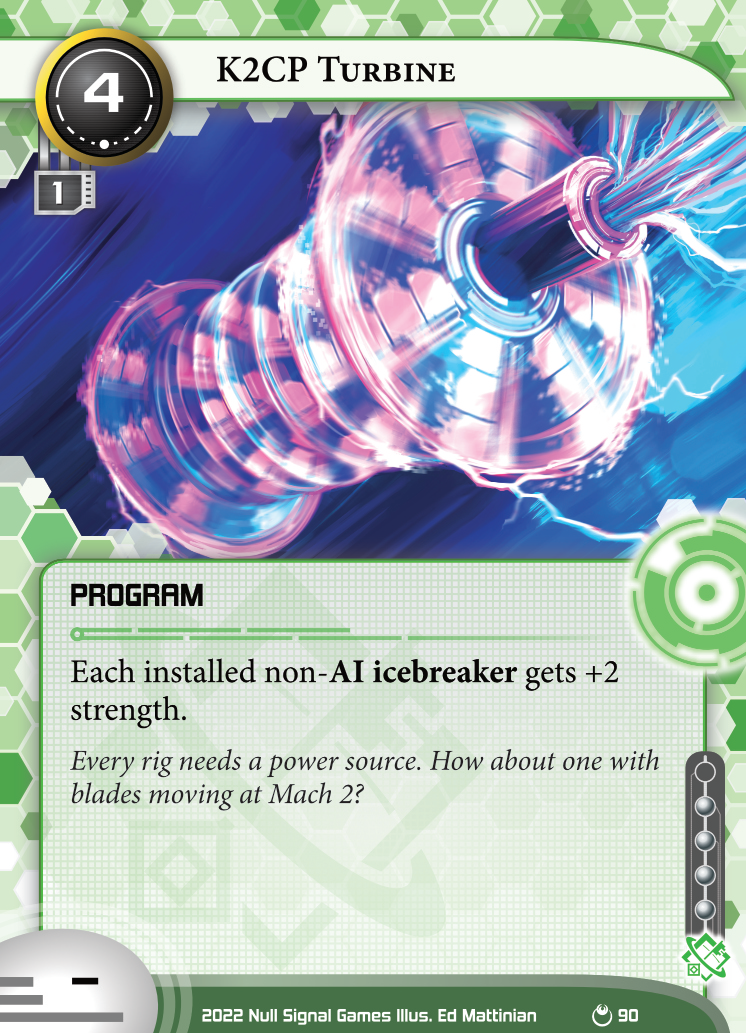 K2CP Turbine
4
1
PROGRAM
Each installed non-AI icebreaker gets +2
strength.
Every rig needs a power source. How about one with
blades moving at Mach 2?
-
2022 Null Signal Games Illus. Ed Mattinian
90